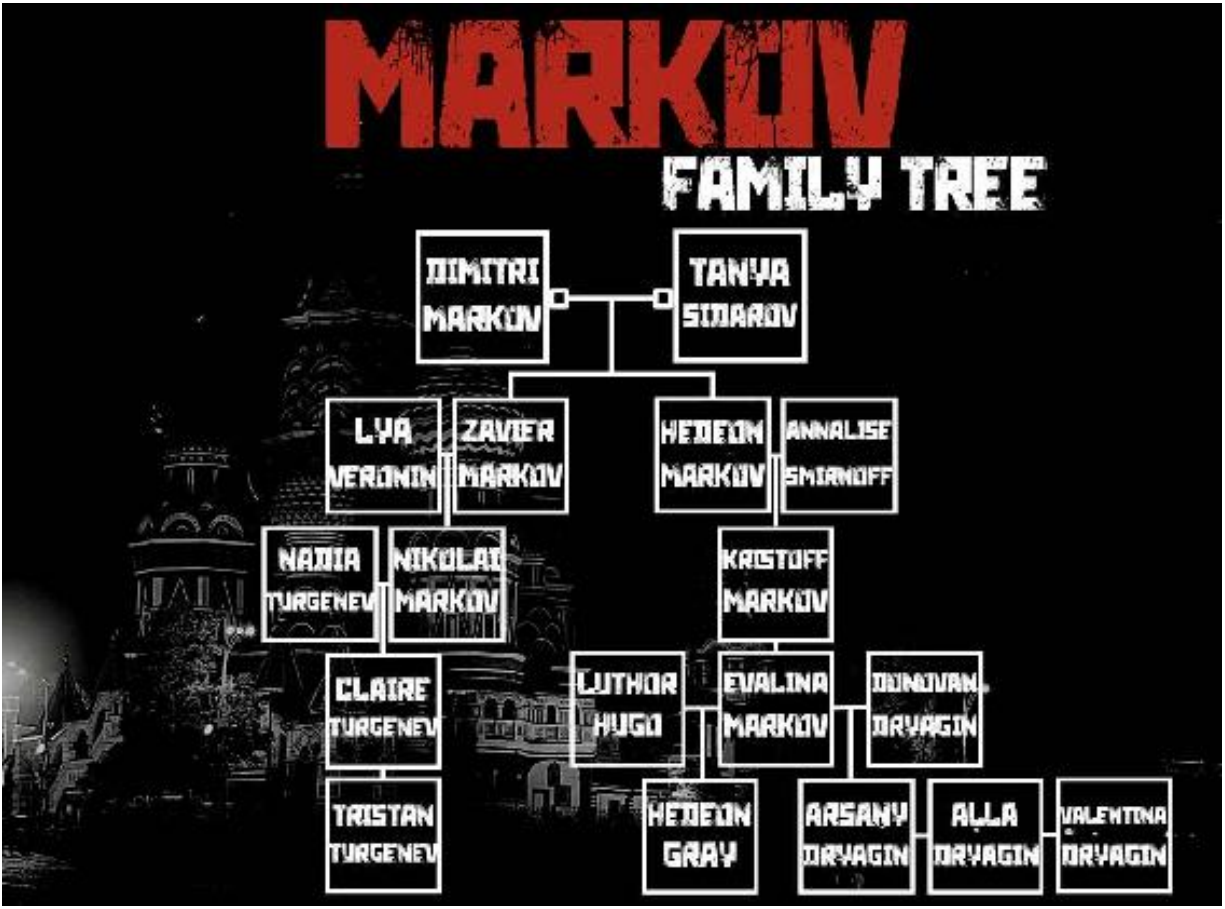 MARKOV
FAMILY TREE
DIMITRI
MARKOV
TANYA
SIDAROV
LYA
VERONIN
ZAVIER
MARKOV
HEDEON
MARKOV
ANNALISE
SMIRNOFF
NADIA
TURGENEV
NIKOLAI
MARKOV
KRISTOFF
MARKOV
CLAIRE
TURGENEV
LUTHOR
HUGO
EVALINA
MARKOV
DONOVAN
DRYAGIN
TRISTAN
TURGENEV
HEDEON
GRAY
ARSANY
DRYAGIN
ALLA
DRYAGIN
VALENTINA
DRYAGIN